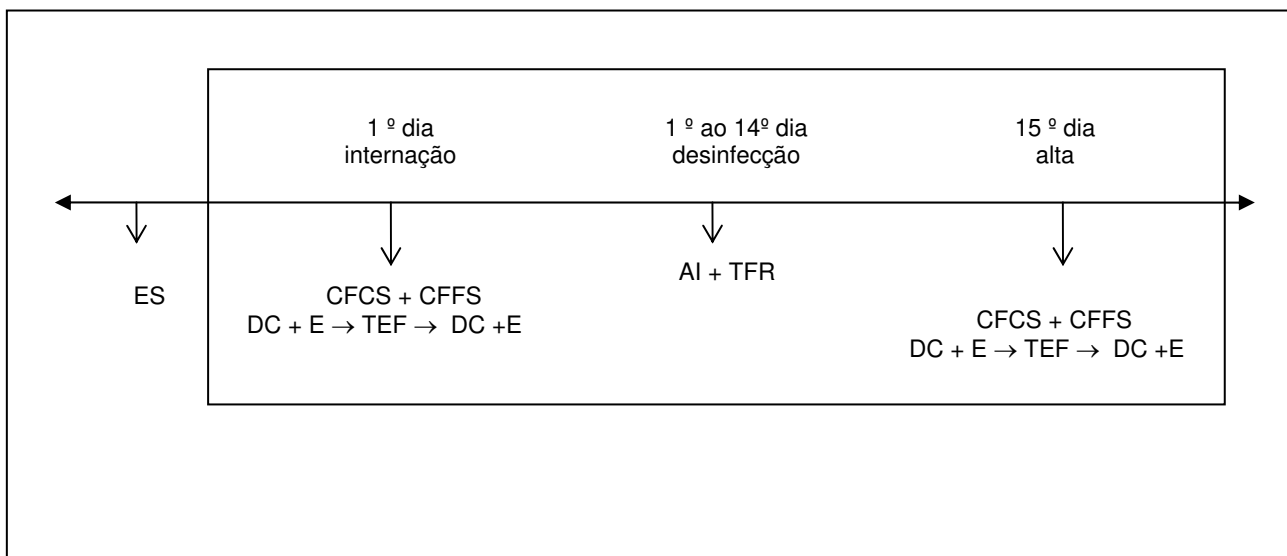 1 º dia
internação
1 º ao 14º dia
desinfecção
15 º dia
alta
ES
CFCS + CFFS
DC + E → TEF → DC +E
AI + TFR
CFCS + CFFS
DC + E → TEF → DC +E